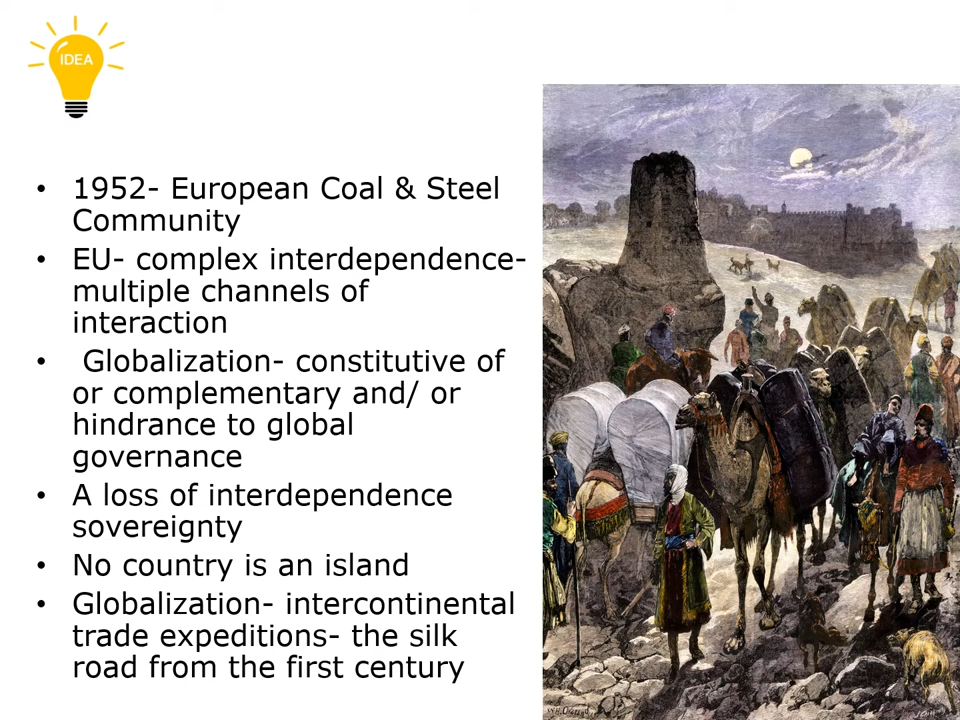 IDEA
• 1952- European Coal & Steel
Community
• EU- complex interdependence-
multiple channels of
interaction
• Globalization- constitutive of
or complementary and/ or
hindrance to global
governance
• A loss of interdependence
sovereignty
• No country is an island
• Globalization- intercontinental
trade expeditions- the silk
road from the first century